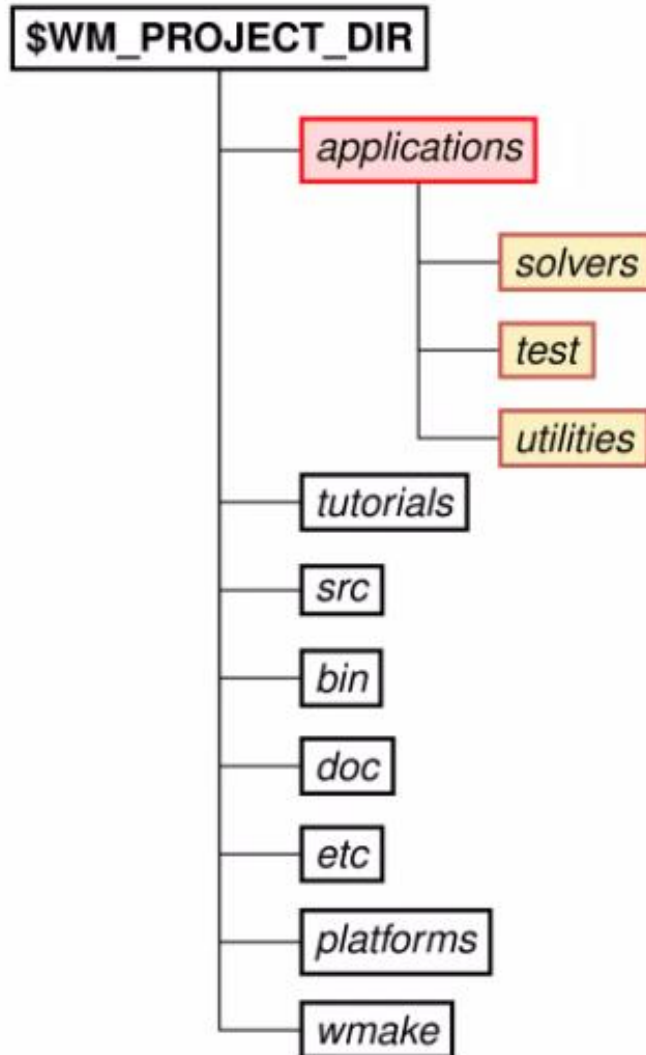 $WM_PROJECT_DIR
applications
solvers
test
utilities
tutorials
src
bin
doc
etc
platforms
wmake